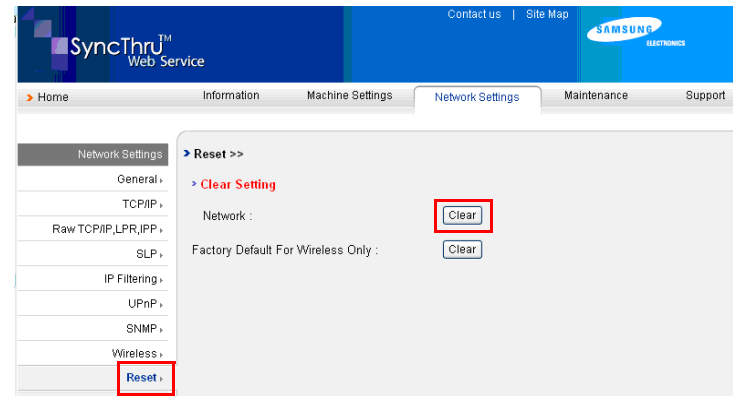 Contact us | Site Map
SyncThru™
Web Service
SAMSUNG
ELECTRONICS
> Home
Information
Machine Settings
Network Settings
Maintenance
Support
Network Settings
General
TCP/IP
Raw TCP/IP,LPR,IPP
SLP
IP Filtering
UPnP
SNMP
Wireless
Reset
> Reset >>
> Clear Setting
Network : Clear
Factory Default For Wireless Only : Clear